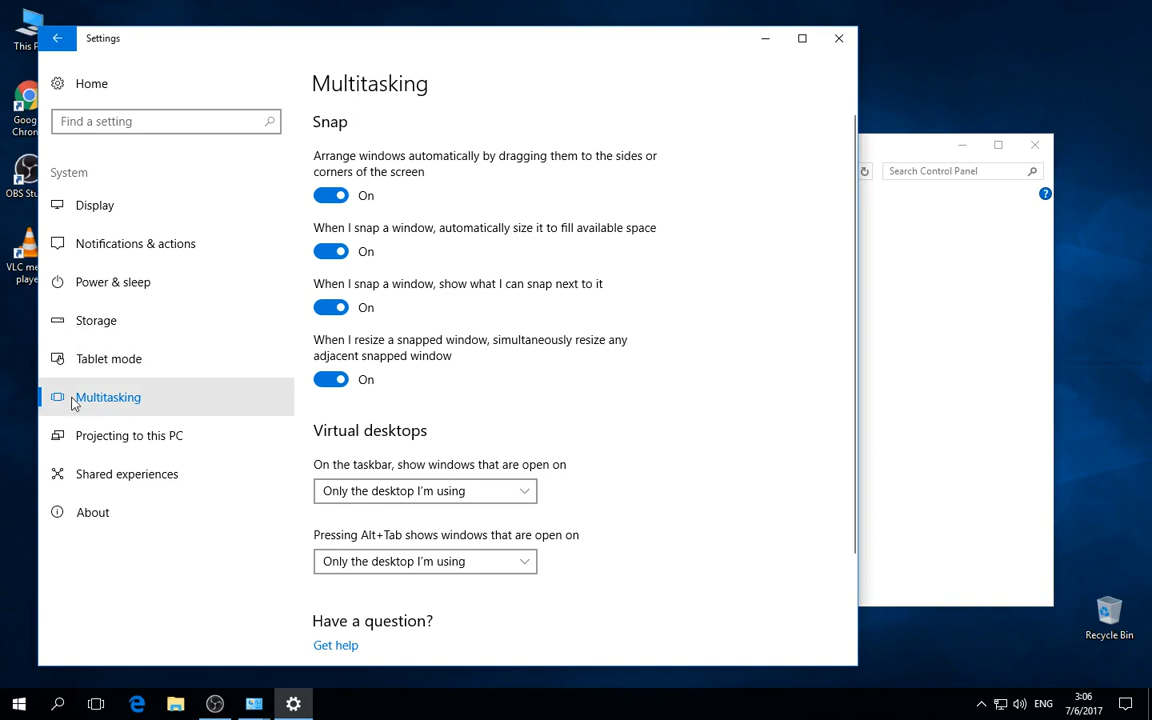 This P
Goog
Chron
OBS Stu
VLC me
playe
Settings
Home
Find a setting
System
Display
Notifications & actions
Power & sleep
Storage
Tablet mode
Multitasking
Projecting to this PC
Shared experiences
About
Multitasking
Snap
Arrange windows automatically by dragging them to the sides or
corners of the screen
On
When I snap a window, automatically size it to fill available space
On
When I snap a window, show what I can snap next to it
On
When I resize a snapped window, simultaneously resize any
adjacent snapped window
On
Virtual desktops
On the taskbar, show windows that are open on
Only the desktop I'm using
Pressing Alt+Tab shows windows that are open on
Only the desktop I'm using
Have a question?
Get help
Search Control Panel
?
Recycle Bin
ENG
3:06
7/6/2017